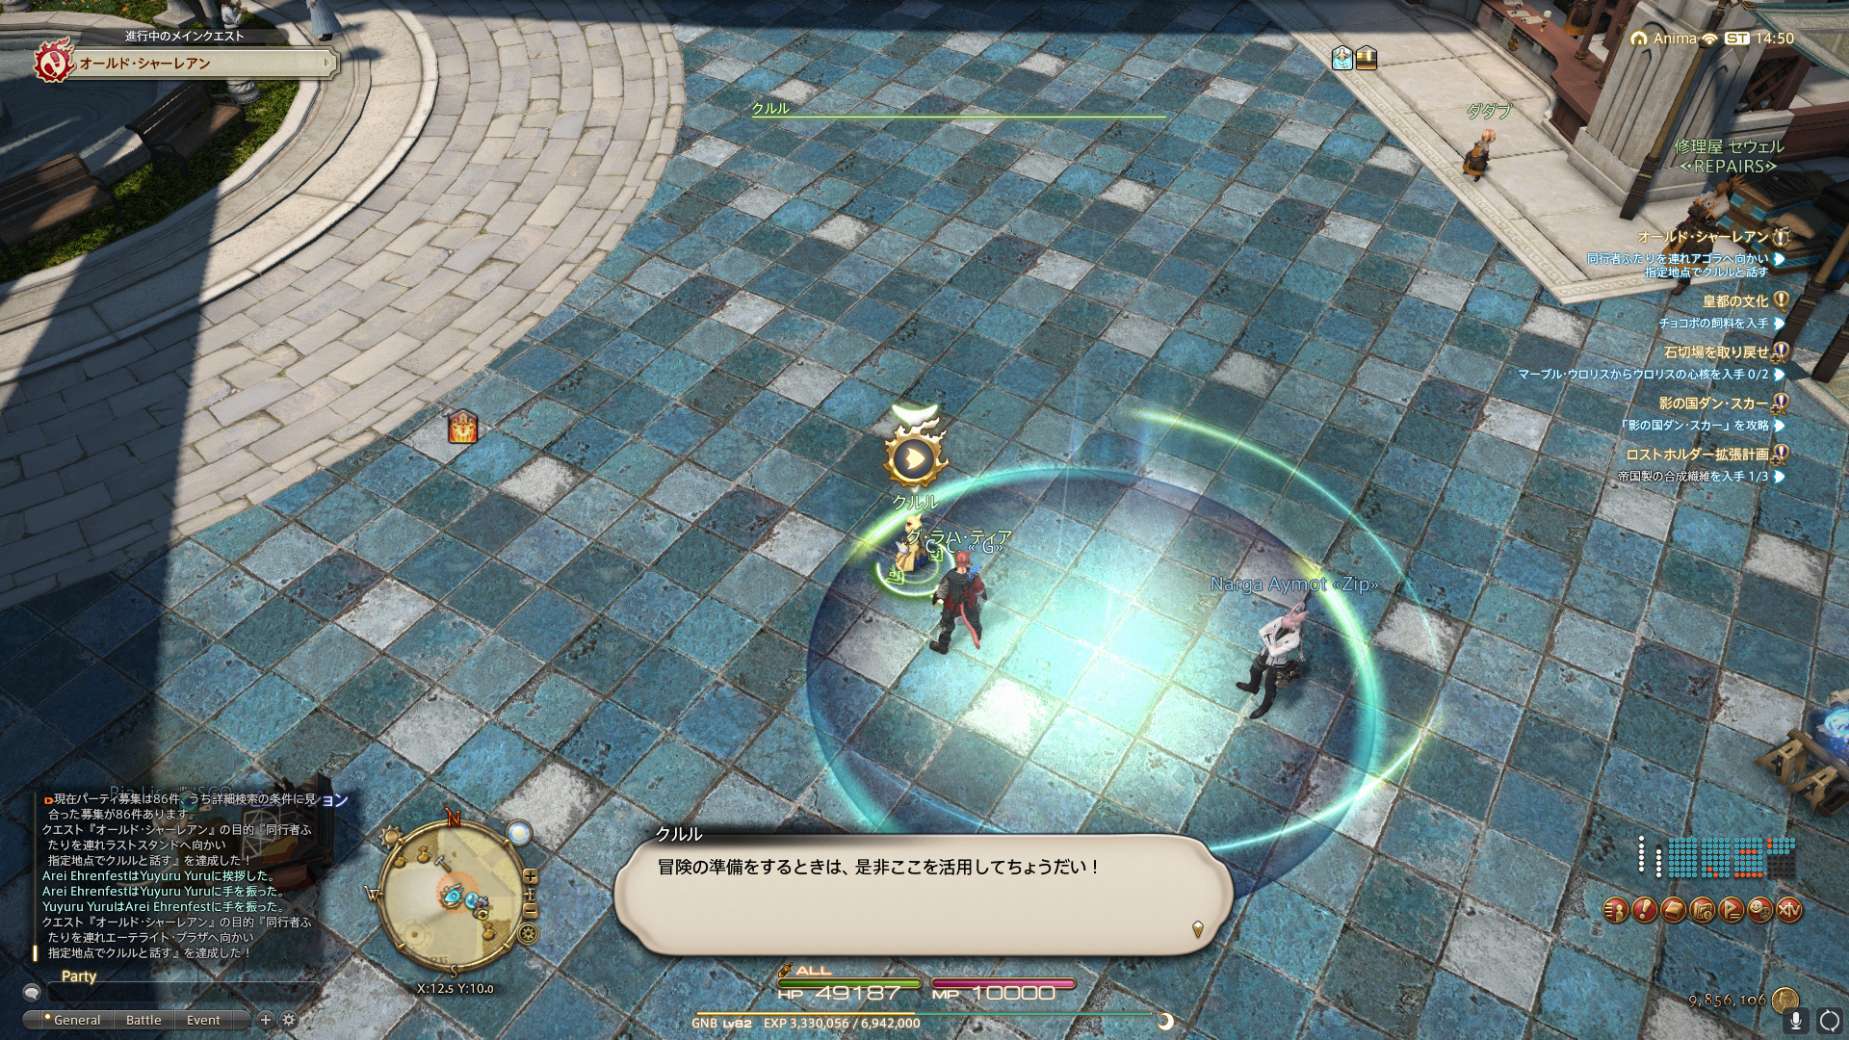 進行中のメインクエスト
オールド・シャーレアン
Anima ST 14:50
クルル
ダダブ
修理屋 セウェル
«REPAIRS»
オールド・シャーレアン
同行者ふたりを連れアゴラへ向かい
指定地点でクルルと話す
皇都の文化
チョコボの飼料を入手
石切場を取り戻せ
マーブル・ウロリスからウロリスの心核を入手 0/2
影の国ダン・スカー
「影の国ダン・スカー」を攻略
ロストホルダー拡張計画
帝国製の合成繊維を入手 1/3
クルル
グ・ラハ・ティア
Narga Aymot «Zip»
現在パーティ募集は86件、うち詳細検索の条件に見
合った募集が86件あります。
クエスト『オールド・シャーレアン』の目的『同行者ふ
たりを連れラストスタンドへ向かい
指定地点でクルルと話す』を達成した！
Arei EhrenfestはYuyuru Yuruに挨拶した。
Arei EhrenfestはYuyuru Yuruに手を振った。
Yuyuru YuruはArei Ehrenfestに手を振った。
クエスト『オールド・シャーレアン』の目的『同行者ふ
たりを連れエーテライト・プラザへ向かい
指定地点でクルルと話す』を達成した！
Party
General Battle Event
N
W
S
X:12.5 Y:10.0
クルル
冒険の準備をするときは、是非ここを活用してちょうだい！
ALL
HP 49187 MP 10000
GNB Lv82 EXP 3,330,056 / 6,942,000
XIV
9,856,106